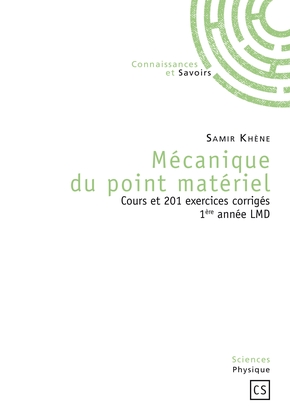 Connaissances
et Savoirs
Samir Khène
Mécanique
du point matériel
Cours et 201 exercices corrigés
1ère année LMD
Sciences
Physique
CS